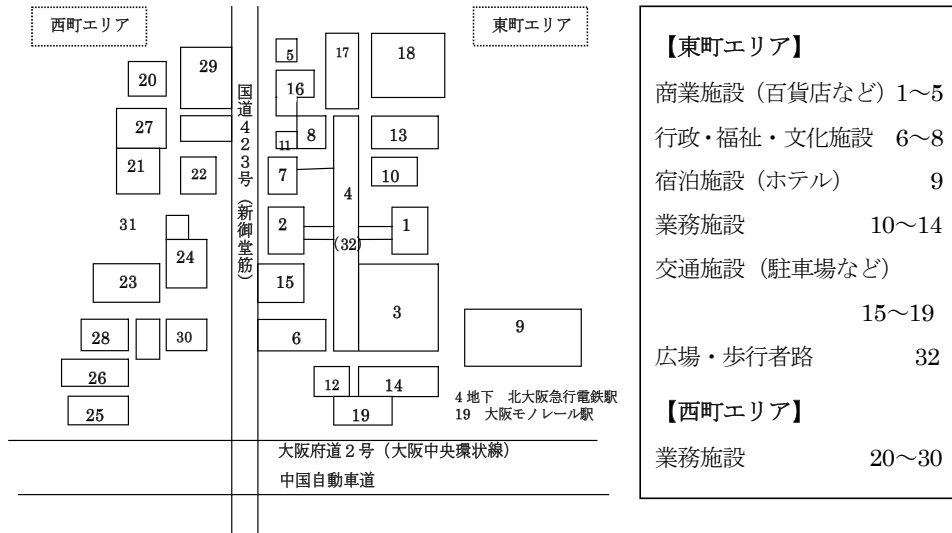 西町エリア
東町エリア
5
17
18
29
20
16
27
11
8
13
21
22
7
10
4
国道423号（新御堂筋）
31
2
(32)
1
24
23
15
3
28
30
6
9
26
12
14
25
19
4 地下　北大阪急行電鉄駅
19　大阪モノレール駅
大阪府道２号（大阪中央環状線）
中国自動車道
【東町エリア】
商業施設（百貨店など）1～5
行政・福祉・文化施設　6～8
宿泊施設（ホテル）　9
業務施設　10～14
交通施設（駐車場など）
15～19
広場・歩行者路　32
【西町エリア】
業務施設　20～30